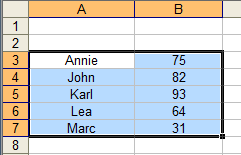 A B
1
2
3 Annie 75
4 John 82
5 Karl 93
6 Lea 64
7 Marc 31
8